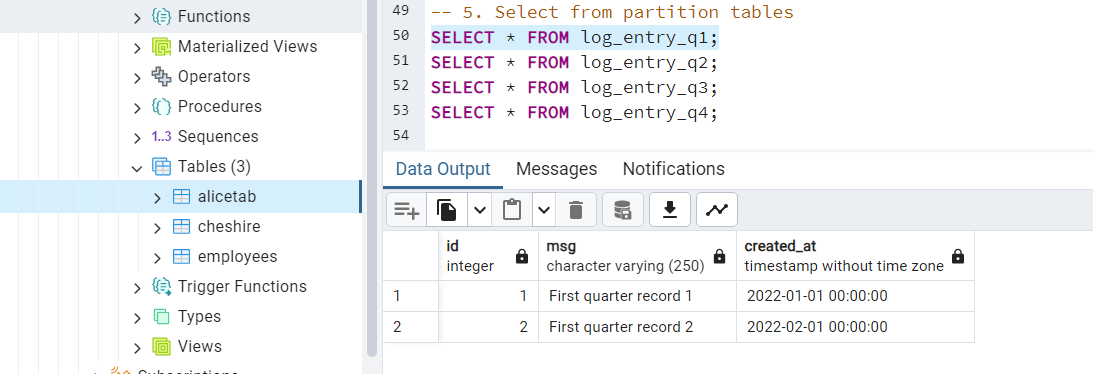 Functions
Materialized Views
Operators
Procedures
1..3 Sequences
Tables (3)
alicetab
cheshire
employees
Trigger Functions
Types
Views
49 -- 5. Select from partition tables
50 SELECT * FROM log_entry_q1;
51 SELECT * FROM log_entry_q2;
52 SELECT * FROM log_entry_q3;
53 SELECT * FROM log_entry_q4;
54
Data Output Messages Notifications
id msg created_at
integer character varying (250) timestamp without time zone
1 1 First quarter record 1 2022-01-01 00:00:00
2 2 First quarter record 2 2022-02-01 00:00:00